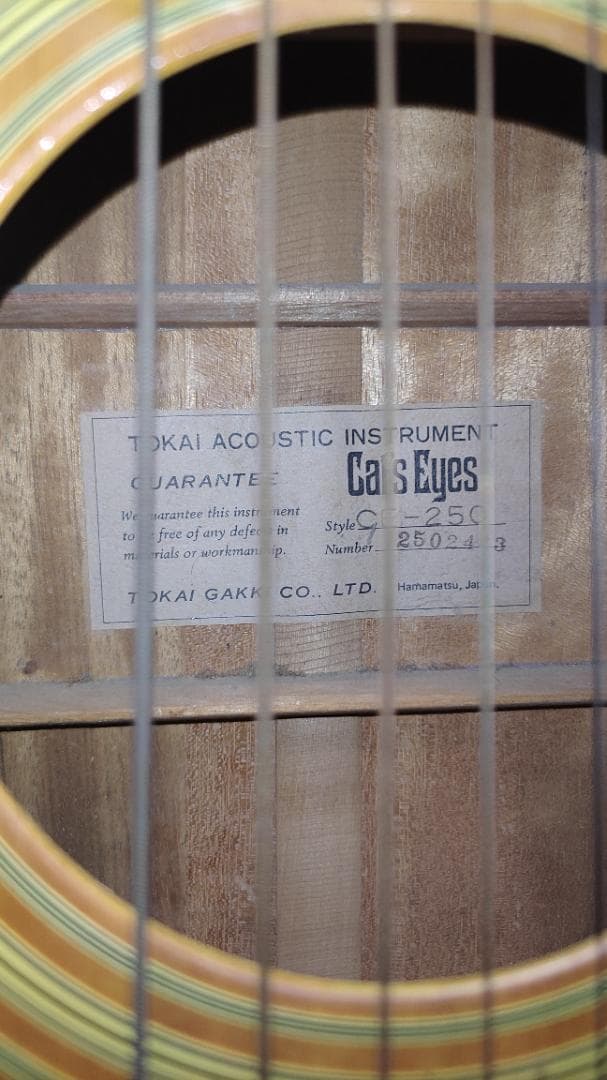 TOKAI ACOUSTIC INSTRUMENT
GUARANTEE
Cat's Eyes
We guarantee this instrument
to be free of any defects in
materials or workmanship.
Style CE-250
Number 2502
TOKAI GAKKI CO., LTD. Hamamatsu, Japan.